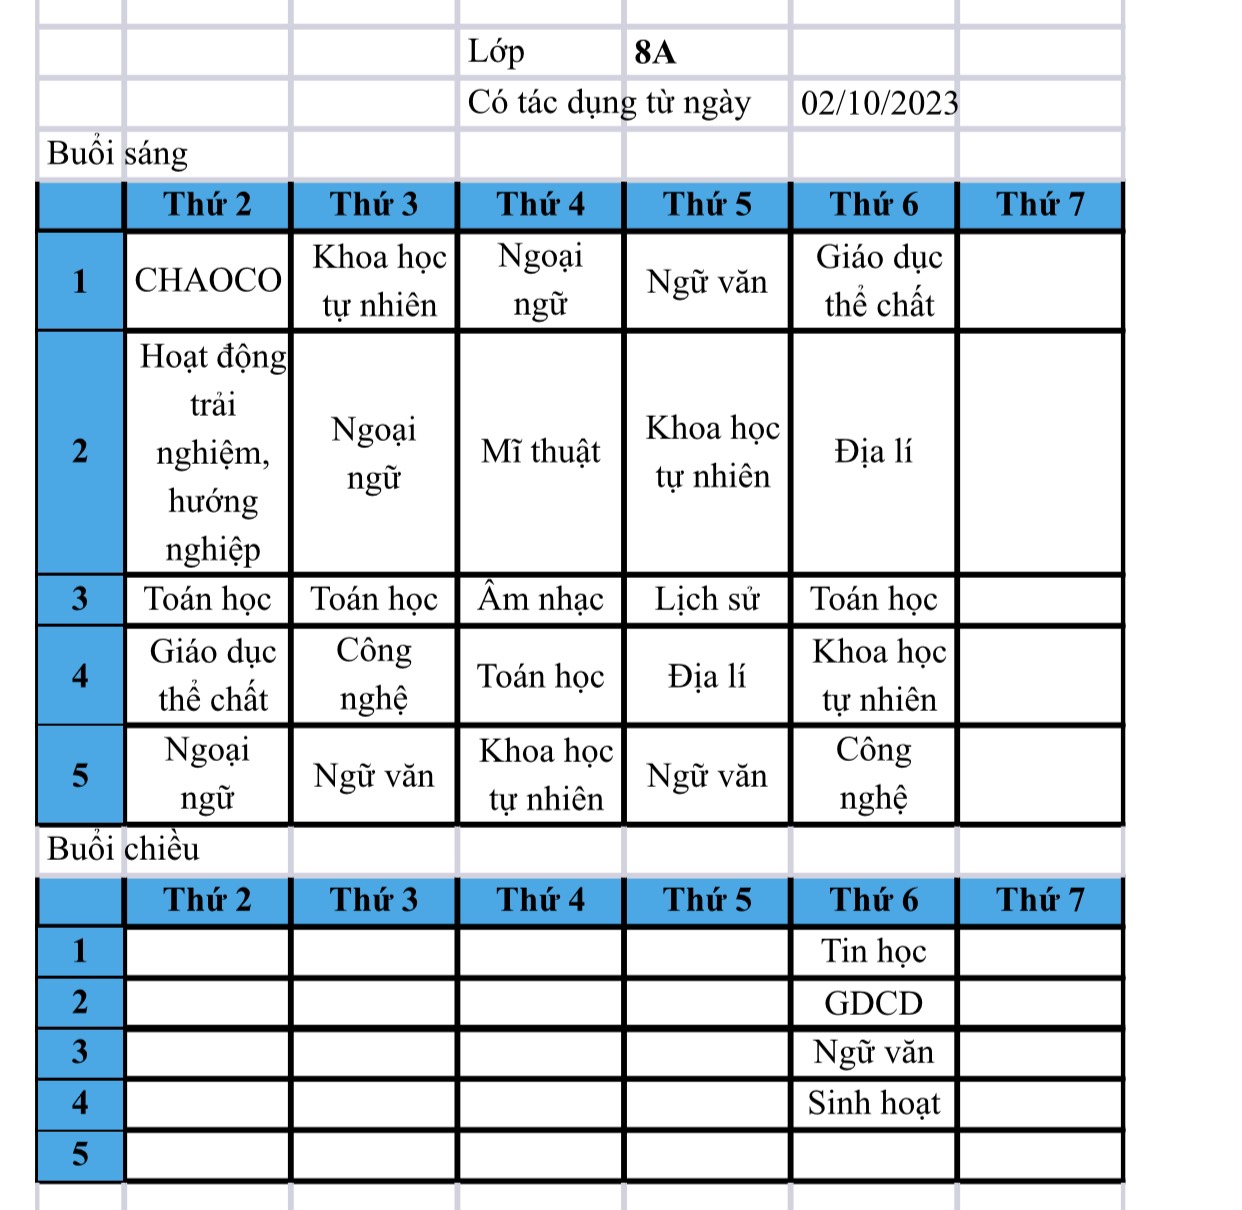 Lớp 8A
Có tác dụng từ ngày 02/10/2023
Buổi sáng
Thứ 2 Thứ 3 Thứ 4 Thứ 5 Thứ 6 Thứ 7
1 CHAOCO Khoa học tự nhiên Ngoại ngữ Ngữ văn Giáo dục thể chất
2 Hoạt động trải nghiệm, hướng nghiệp Ngoại ngữ Mĩ thuật Khoa học tự nhiên Địa lí
3 Toán học Toán học Âm nhạc Lịch sử Toán học
4 Giáo dục thể chất Công nghệ Toán học Địa lí Khoa học tự nhiên
5 Ngoại ngữ Ngữ văn Khoa học tự nhiên Ngữ văn Công nghệ
Buổi chiều
Thứ 2 Thứ 3 Thứ 4 Thứ 5 Thứ 6 Thứ 7
1 Tin học
2 GDCD
3 Ngữ văn
4 Sinh hoạt
5